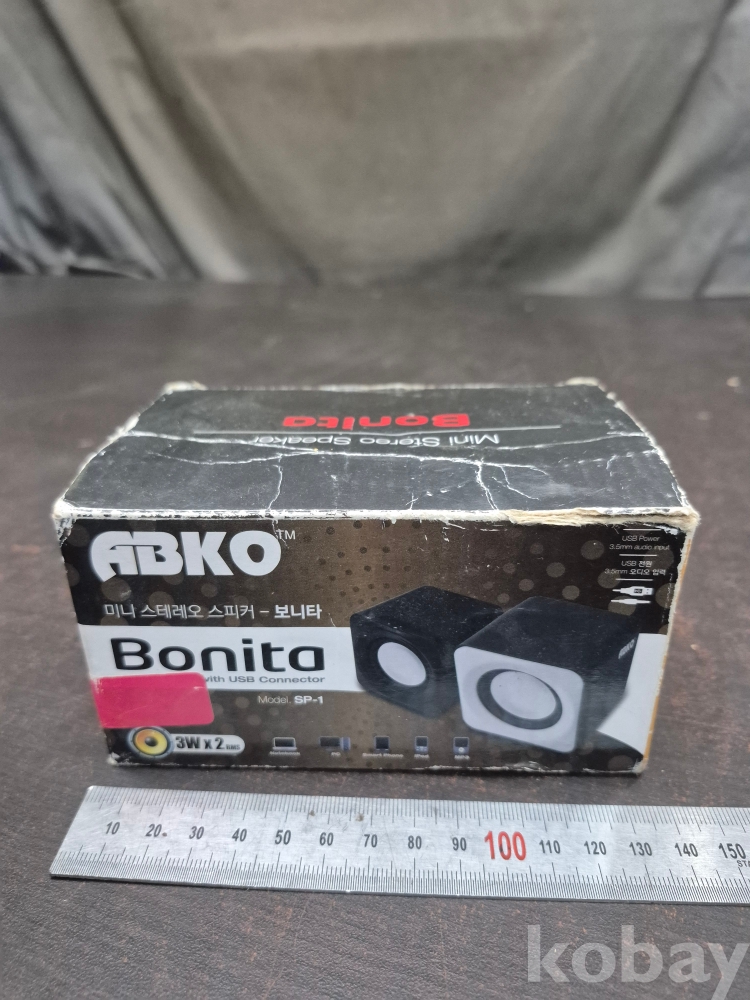 Mini Stereo Speaker
Bonita
ABKO™
USB Power
3.5mm audio input
USB 전원
3.5mm 오디오 입력
미니 스테레오 스피커 - 보니타
Bonita
with USB Connector
Model. SP-1
3W x 2 RMS
10 20 30 40 50 60 70 80 90 100 110 120 130 140 150
kobay